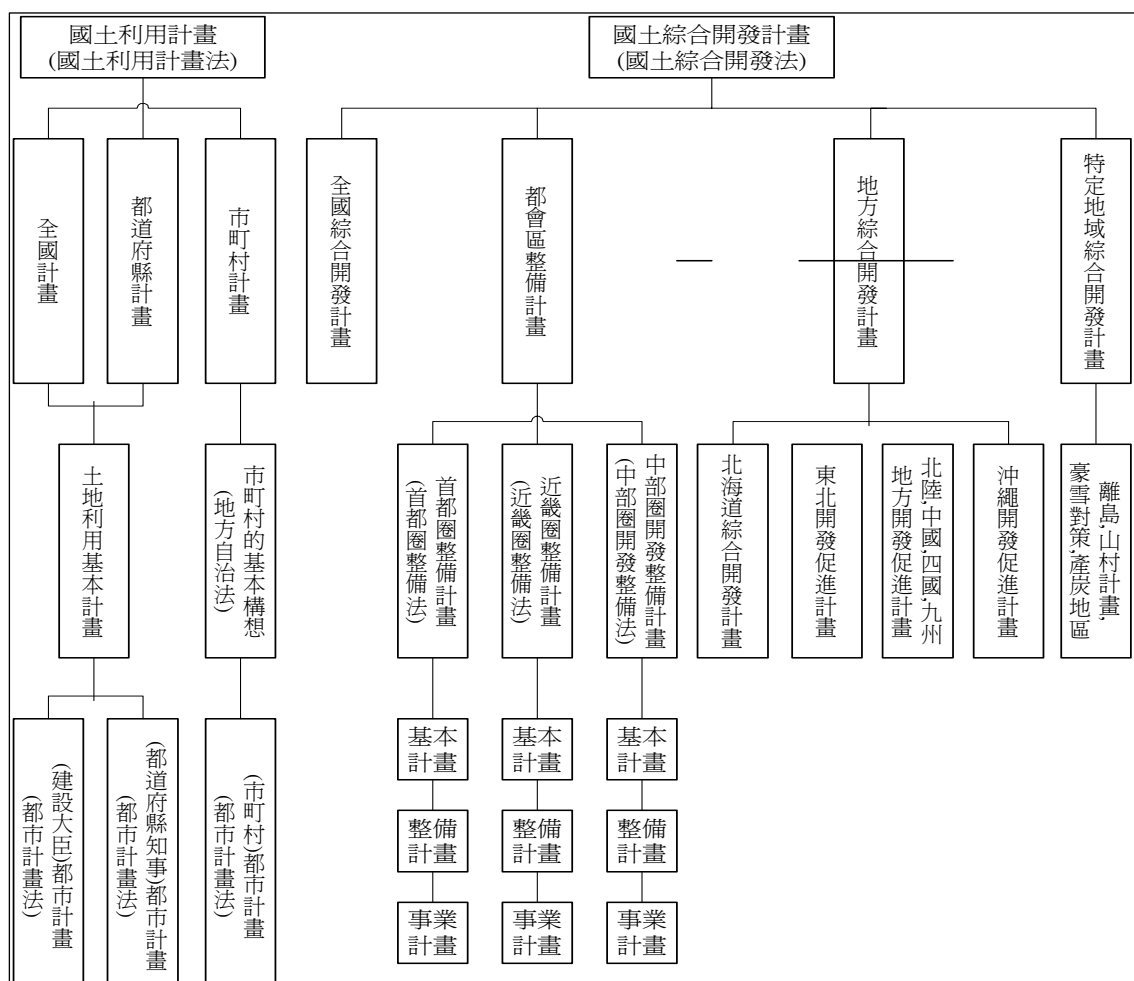 國土利用計畫
(國土利用計畫法)
國土綜合開發計畫
(國土綜合開發法)
全國計畫
都道府縣計畫
市町村計畫
全國綜合開發計畫
都會區整備計畫
地方綜合開發計畫
特定地域綜合開發計畫
土地利用基本計畫
市町村的基本構想
(地方自治法)
首都圈整備計畫
(首都圈整備法)
近畿圈整備計畫
(近畿圈整備法)
中部圈開發整備計畫
(中部圈開發整備法)
北海道綜合開發計畫
東北開發促進計畫
北陸,中國,四國,九州
地方開發促進計畫
沖繩開發促進計畫
離島,山村計畫,
豪雪對策,產炭地區
(建設大臣)都市計畫
(都市計畫法)
(都道府縣知事)都市計畫
(都市計畫法)
(市町村)都市計畫
(都市計畫法)
基本
計畫
基本
計畫
基本
計畫
整備
計畫
整備
計畫
整備
計畫
事業
計畫
事業
計畫
事業
計畫